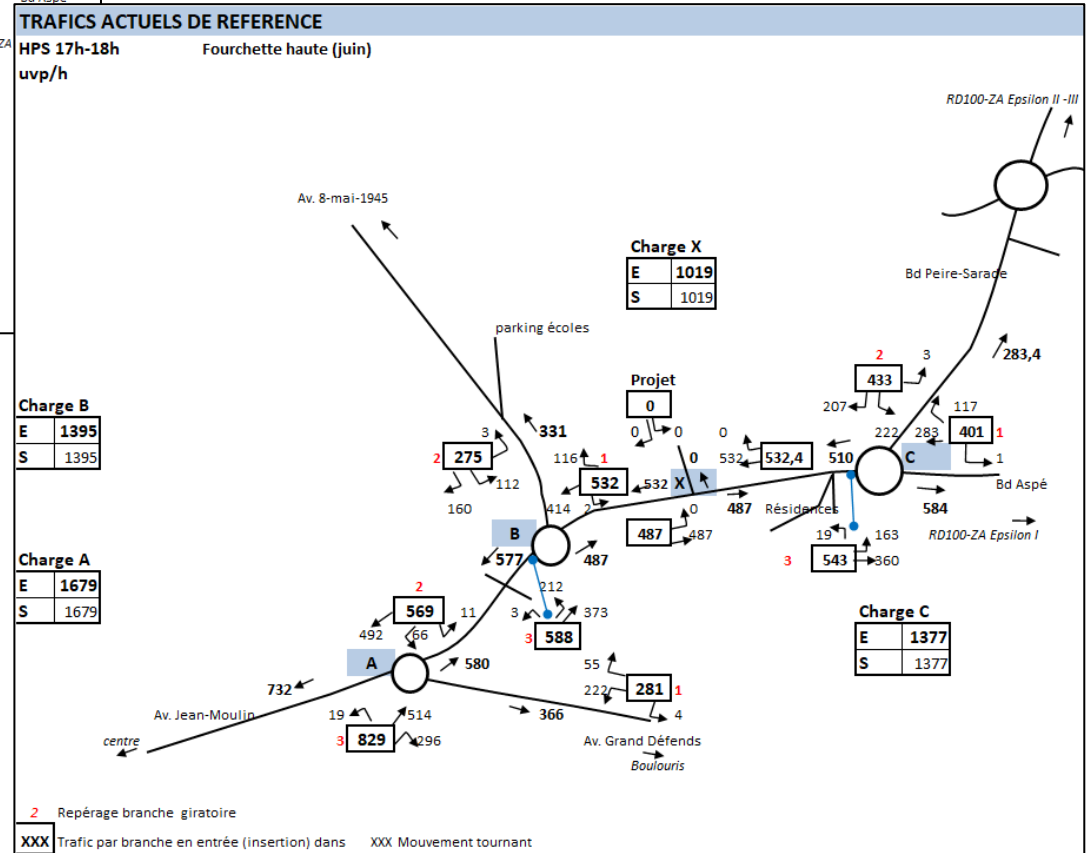 TRAFICS ACTUELS DE REFERENCE
ZA
HPS 17h-18h Fourchette haute (juin)
uvp/h
RD100-ZA Epsilon II -III
Av. 8-mai-1945
Charge X
E 1019
S 1019
Bd Peire-Sarade
parking écoles
2 3 283,4
433
Projet
0
207 117
Charge B
E 1395
S 1395
3 331
0 0 0 222 283 401 1
2 275 116 1
532 532,4 510 C 1
112 532 532 0 X
Bd Aspé
160 414 2 0 487 Résidences 584
B 487 487 19 163 RD100-ZA Epsilon I
577 487 3 543 360
Charge A
E 1679
S 1679
212
2
569 11 3 373
Charge C
E 1377
S 1377
492 66 3 588
A 580 55
222 281 1
732 366 4
Av. Jean-Moulin 19 514
centre 3 829 296 Av. Grand Défends
Boulouris
2 Repérage branche giratoire
XXX Trafic par branche en entrée (insertion) dans XXX Mouvement tournant